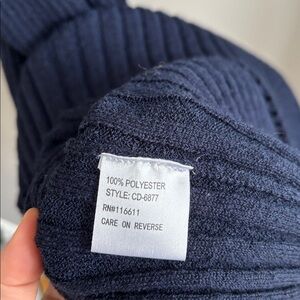 100% POLYESTER
STYLE: CD-6877
RN#116611
CARE ON REVERSE